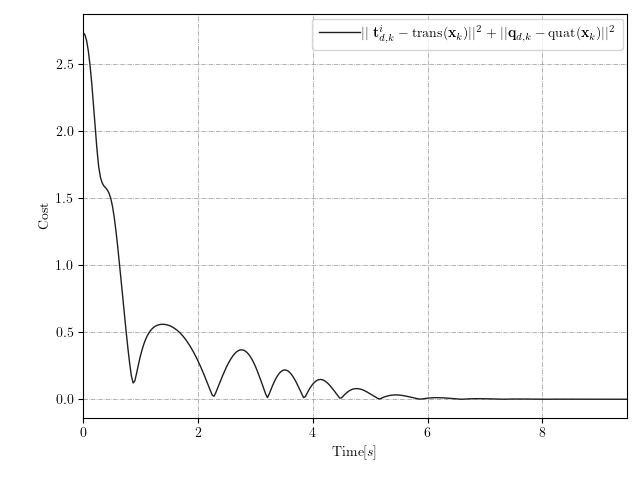 || t^i_{d,k} − trans(x_k)||^2 + ||q_{d,k} − quat(x_k)||^2
2.5
2.0
1.5
1.0
0.5
0.0
Cost
0 2 4 6 8
Time[s]